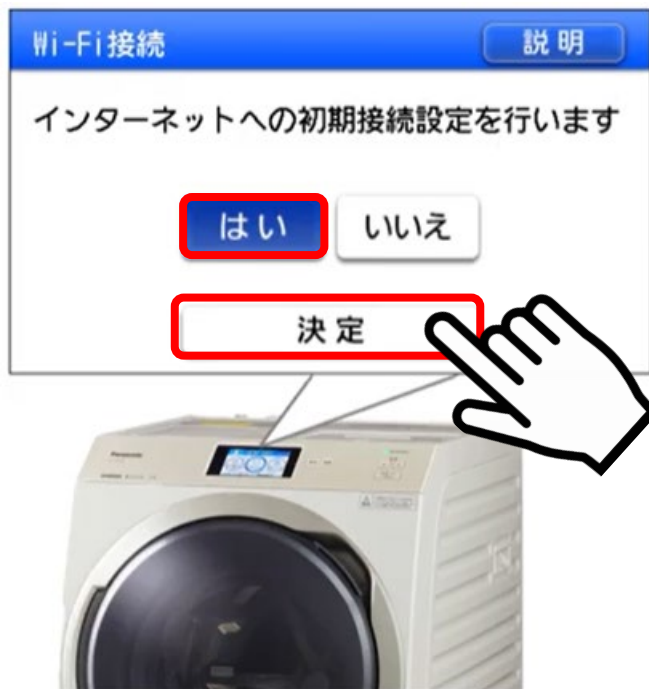 Wi-Fi接続
説明
インターネットへの初期接続設定を行います
はい
いいえ
決定
Panasonic